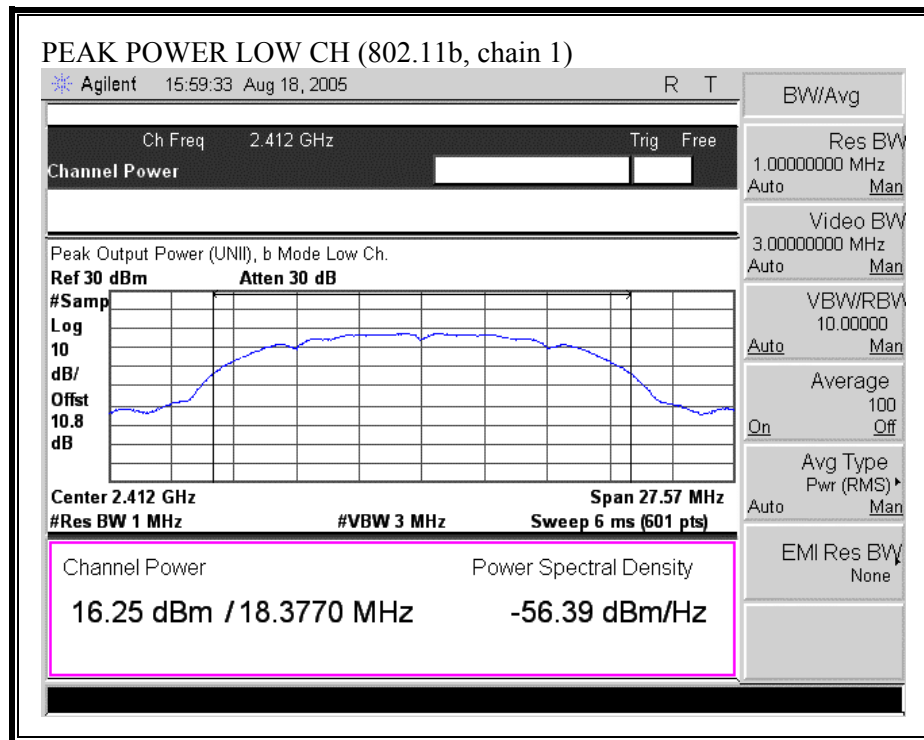 PEAK POWER LOW CH (802.11b, chain 1)
Agilent 15:59:33 Aug 18, 2005 R T
Ch Freq 2.412 GHz Trig Free
Channel Power
Peak Output Power (UNII), b Mode Low Ch.
Ref 30 dBm Atten 30 dB
#Samp
Log
10
dB/
Offst
10.8
dB
Center 2.412 GHz Span 27.57 MHz
#Res BW 1 MHz #VBW 3 MHz Sweep 6 ms (601 pts)
Channel Power Power Spectral Density
16.25 dBm / 18.3770 MHz -56.39 dBm/Hz
BW/Avg
Res BW
1.00000000 MHz
Auto Man
Video BW
3.00000000 MHz
Auto Man
VBW/RBW
10.00000
Auto Man
Average
100
On Off
Avg Type
Pwr (RMS)
Auto Man
EMI Res BW
None